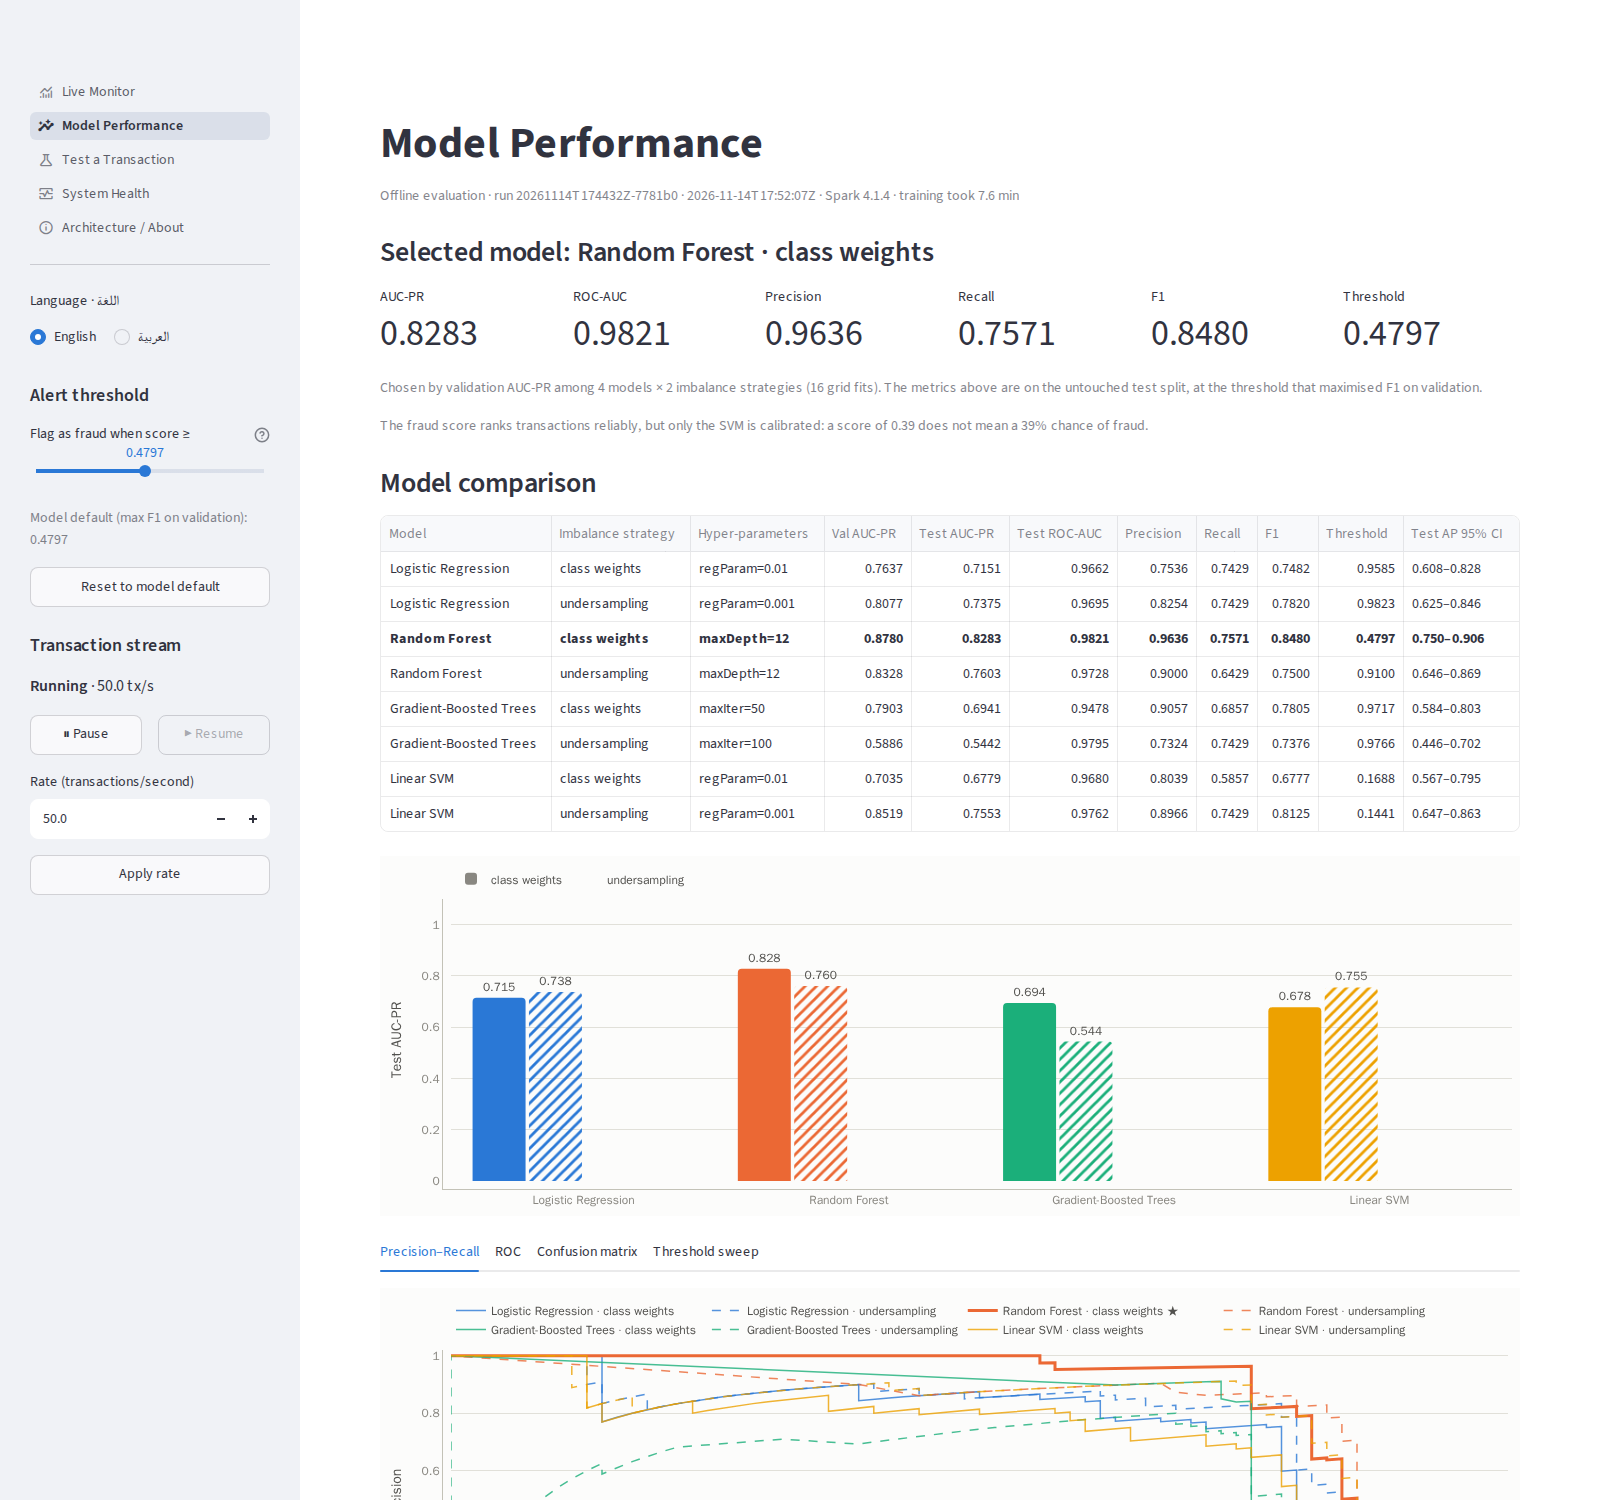 Live Monitor
Model Performance
Test a Transaction
System Health
Architecture / About
Language · اللغة
English العربية
Alert threshold
Flag as fraud when score ≥
0.4797
Model default (max F1 on validation):
0.4797
Reset to model default
Transaction stream
Running · 50.0 tx/s
Pause Resume
Rate (transactions/second)
50.0 − +
Apply rate
Model Performance
Offline evaluation · run 20261114T174432Z-7781b0 · 2026-11-14T17:52:07Z · Spark 4.1.4 · training took 7.6 min
Selected model: Random Forest · class weights
AUC-PR ROC-AUC Precision Recall F1 Threshold
0.8283 0.9821 0.9636 0.7571 0.8480 0.4797
Chosen by validation AUC-PR among 4 models × 2 imbalance strategies (16 grid fits). The metrics above are on the untouched test split, at the threshold that maximised F1 on validation.
The fraud score ranks transactions reliably, but only the SVM is calibrated: a score of 0.39 does not mean a 39% chance of fraud.
Model comparison
Model Imbalance strategy Hyper-parameters Val AUC-PR Test AUC-PR Test ROC-AUC Precision Recall F1 Threshold Test AP 95% CI
Logistic Regression class weights regParam=0.01 0.7637 0.7151 0.9662 0.7536 0.7429 0.7482 0.9585 0.608–0.828
Logistic Regression undersampling regParam=0.001 0.8077 0.7375 0.9695 0.8254 0.7429 0.7820 0.9823 0.625–0.846
Random Forest class weights maxDepth=12 0.8780 0.8283 0.9821 0.9636 0.7571 0.8480 0.4797 0.750–0.906
Random Forest undersampling maxDepth=12 0.8328 0.7603 0.9728 0.9000 0.6429 0.7500 0.9100 0.646–0.869
Gradient-Boosted Trees class weights maxIter=50 0.7903 0.6941 0.9478 0.9057 0.6857 0.7805 0.9717 0.584–0.803
Gradient-Boosted Trees undersampling maxIter=100 0.5886 0.5442 0.9795 0.7324 0.7429 0.7376 0.9766 0.446–0.702
Linear SVM class weights regParam=0.01 0.7035 0.6779 0.9680 0.8039 0.5857 0.6777 0.1688 0.567–0.795
Linear SVM undersampling regParam=0.001 0.8519 0.7553 0.9762 0.8966 0.7429 0.8125 0.1441 0.647–0.863
class weights undersampling
Test AUC-PR
1
0.8
0.6
0.4
0.2
0
0.715 0.738 0.828 0.760 0.694 0.544 0.678 0.755
Logistic Regression Random Forest Gradient-Boosted Trees Linear SVM
Precision–Recall ROC Confusion matrix Threshold sweep
Logistic Regression · class weights Logistic Regression · undersampling Random Forest · class weights ★ Random Forest · undersampling
Gradient-Boosted Trees · class weights Gradient-Boosted Trees · undersampling Linear SVM · class weights Linear SVM · undersampling
1
0.8
0.6